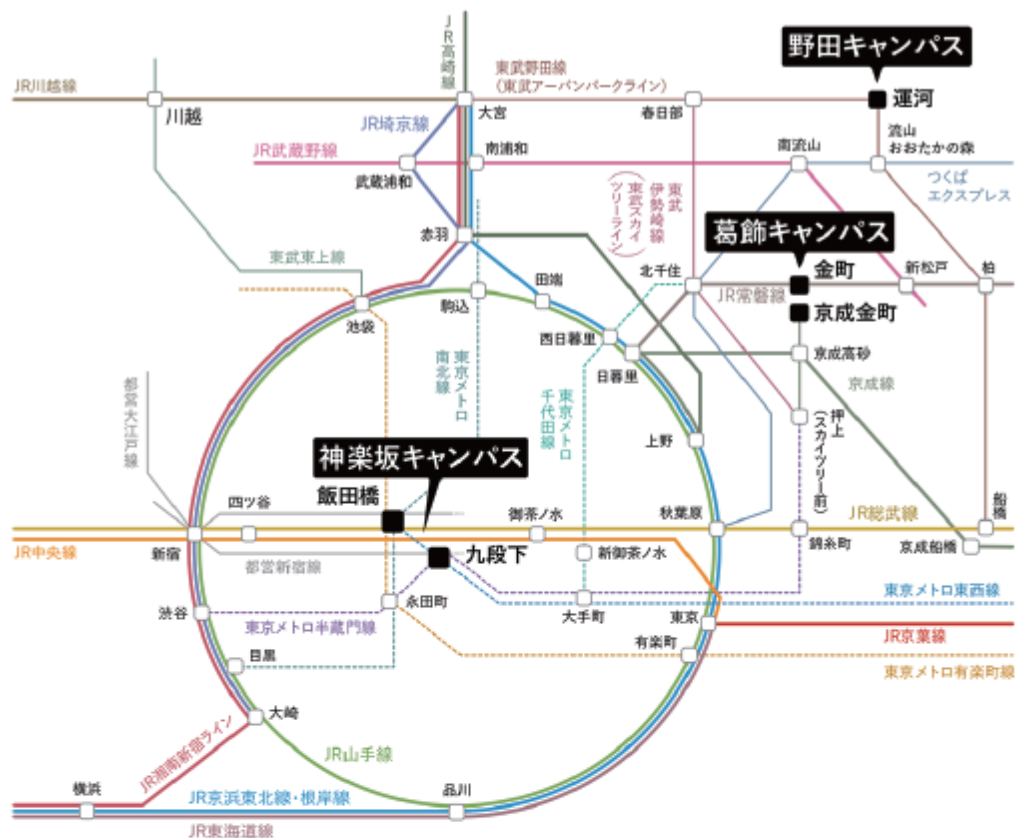 野田キャンパス
JR高崎線
東武野田線
（東武アーバンパークライン）
JR川越線
運河
川越
大宮
春日部
JR埼京線
流山
おおたかの森
南流山
JR武蔵野線
南浦和
武蔵浦和
つくば
エクスプレス
東武
伊勢崎線
（東武スカイ
ツリーライン）
葛飾キャンパス
赤羽
東武東上線
金町
北千住
新松戸
柏
田端
JR常磐線
駒込
京成金町
池袋
西日暮里
日暮里
京成高砂
東京メトロ
南北線
京成線
都営大江戸線
東京メトロ
千代田線
押上
（スカイツリー前）
上野
神楽坂キャンパス
飯田橋
四ツ谷
御茶ノ水
秋葉原
JR総武線
船橋
JR中央線
新宿
九段下
新御茶ノ水
錦糸町
京成船橋
都営新宿線
東京メトロ東西線
永田町
渋谷
大手町
東京
東京メトロ半蔵門線
JR京葉線
有楽町
目黒
東京メトロ有楽町線
大崎
JR湘南新宿ライン
JR山手線
横浜
JR京浜東北線・根岸線
品川
JR東海道線